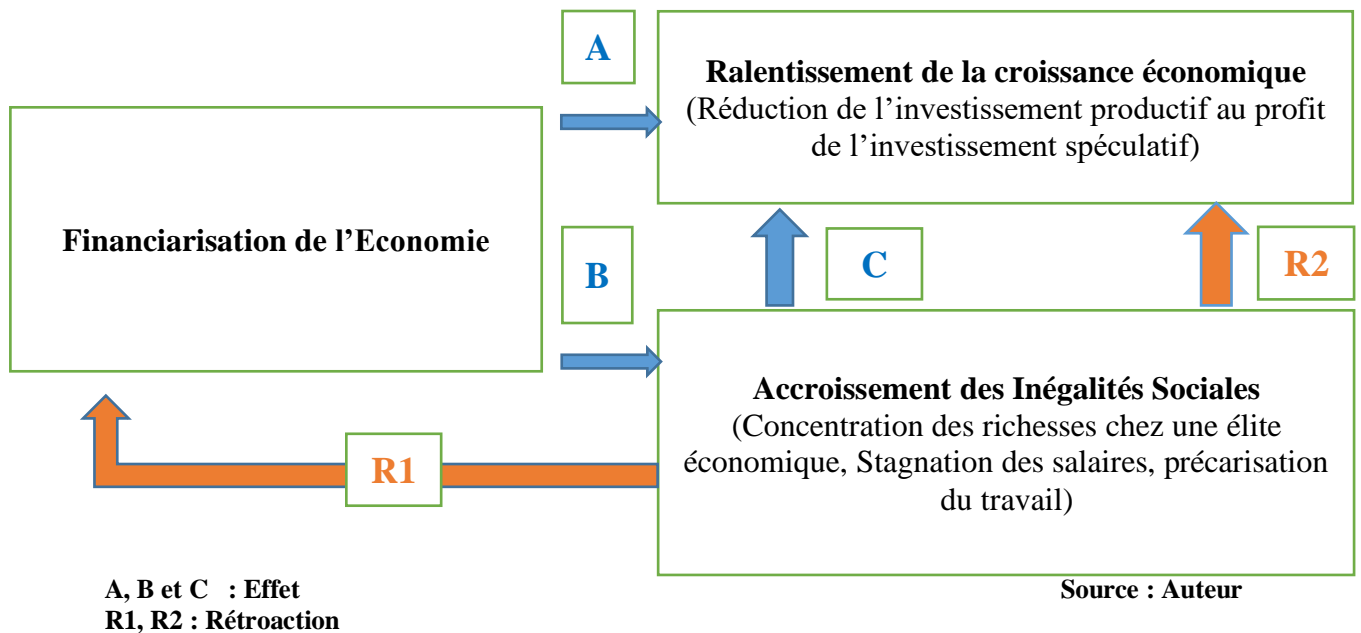 A
Ralentissement de la croissance économique
(Réduction de l’investissement productif au profit
de l’investissement spéculatif)
Financiarisation de l’Economie
B
C
R2
Accroissement des Inégalités Sociales
(Concentration des richesses chez une élite
économique, Stagnation des salaires, précarisation
du travail)
R1
A, B et C : Effet
R1, R2 : Rétroaction
Source : Auteur